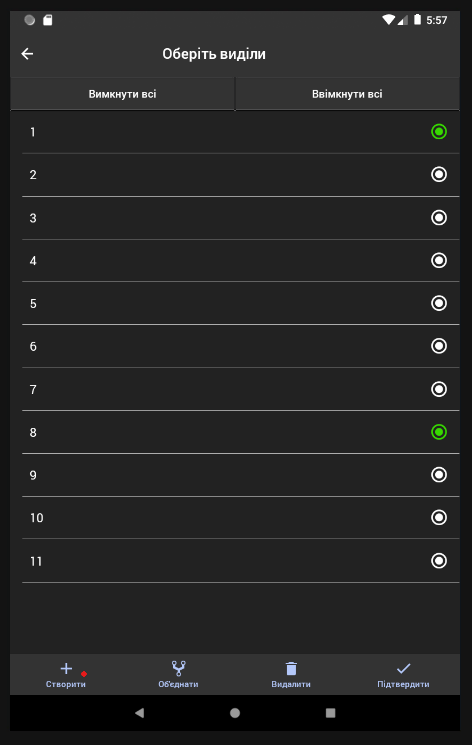 5:57
Оберіть виділи
Вимкнути всі
Ввімкнути всі
1
2
3
4
5
6
7
8
9
10
11
Створити
Об'єднати
Видалити
Підтвердити